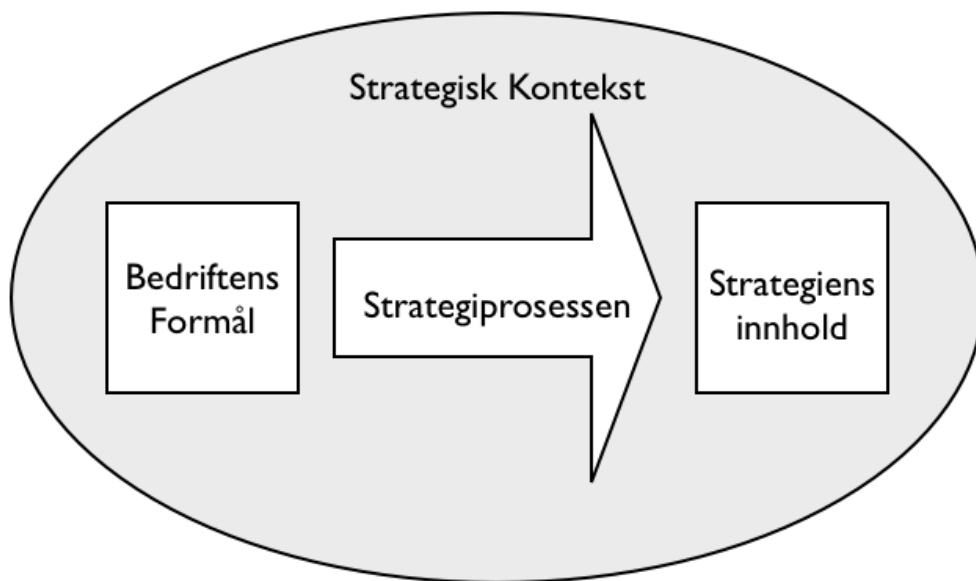 Strategisk Kontekst
Bedriftens
Formål
Strategiprosessen
Strategiens
innhold